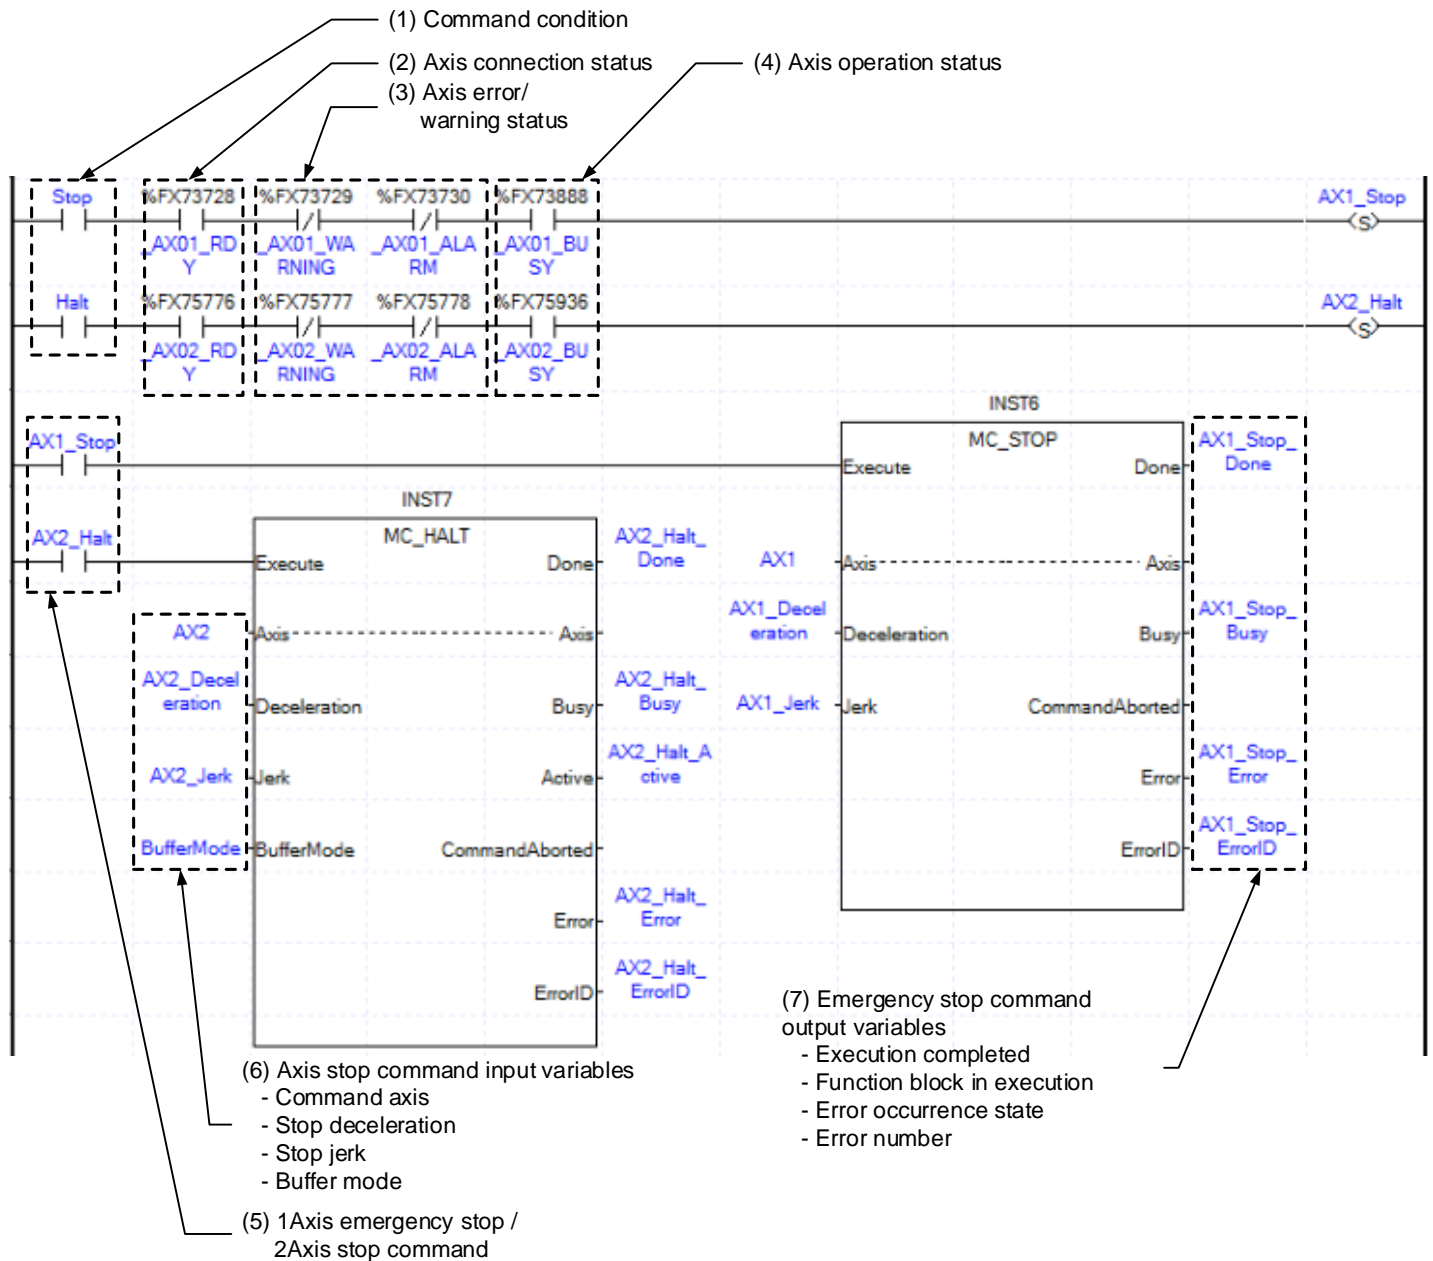 (1) Command condition
(2) Axis connection status
(4) Axis operation status
(3) Axis error/
warning status
Stop
%FX73728
%FX73729
%FX73730
%FX73888
AX1_Stop
S
_AX01_RD
Y
_AX01_WA
RNING
_AX01_ALA
RM
_AX01_BU
SY
Halt
%FX75776
%FX75777
%FX75778
%FX75936
AX2_Halt
S
_AX02_RD
Y
_AX02_WA
RNING
_AX02_ALA
RM
_AX02_BU
SY
AX1_Stop
INST6
MC_STOP
Execute
Done
AX1_Stop_
Done
AX2_Halt
INST7
MC_HALT
Execute
Done
AX2_Halt_
Done
AX1
Axis
Axis
AX2
Axis
Axis
AX1_Decel
eration
Deceleration
Busy
AX1_Stop_
Busy
AX2_Decel
eration
Deceleration
Busy
AX2_Halt_
Busy
AX1_Jerk
Jerk
CommandAborted
AX2_Jerk
Jerk
Active
AX2_Halt_A
ctive
Error
AX1_Stop_
Error
BufferMode
BufferMode
CommandAborted
ErrorID
AX1_Stop_
ErrorID
Error
AX2_Halt_
Error
ErrorID
AX2_Halt_
ErrorID
(7) Emergency stop command
output variables
- Execution completed
- Function block in execution
- Error occurrence state
- Error number
(6) Axis stop command input variables
- Command axis
- Stop deceleration
- Stop jerk
- Buffer mode
(5) 1Axis emergency stop /
2Axis stop command